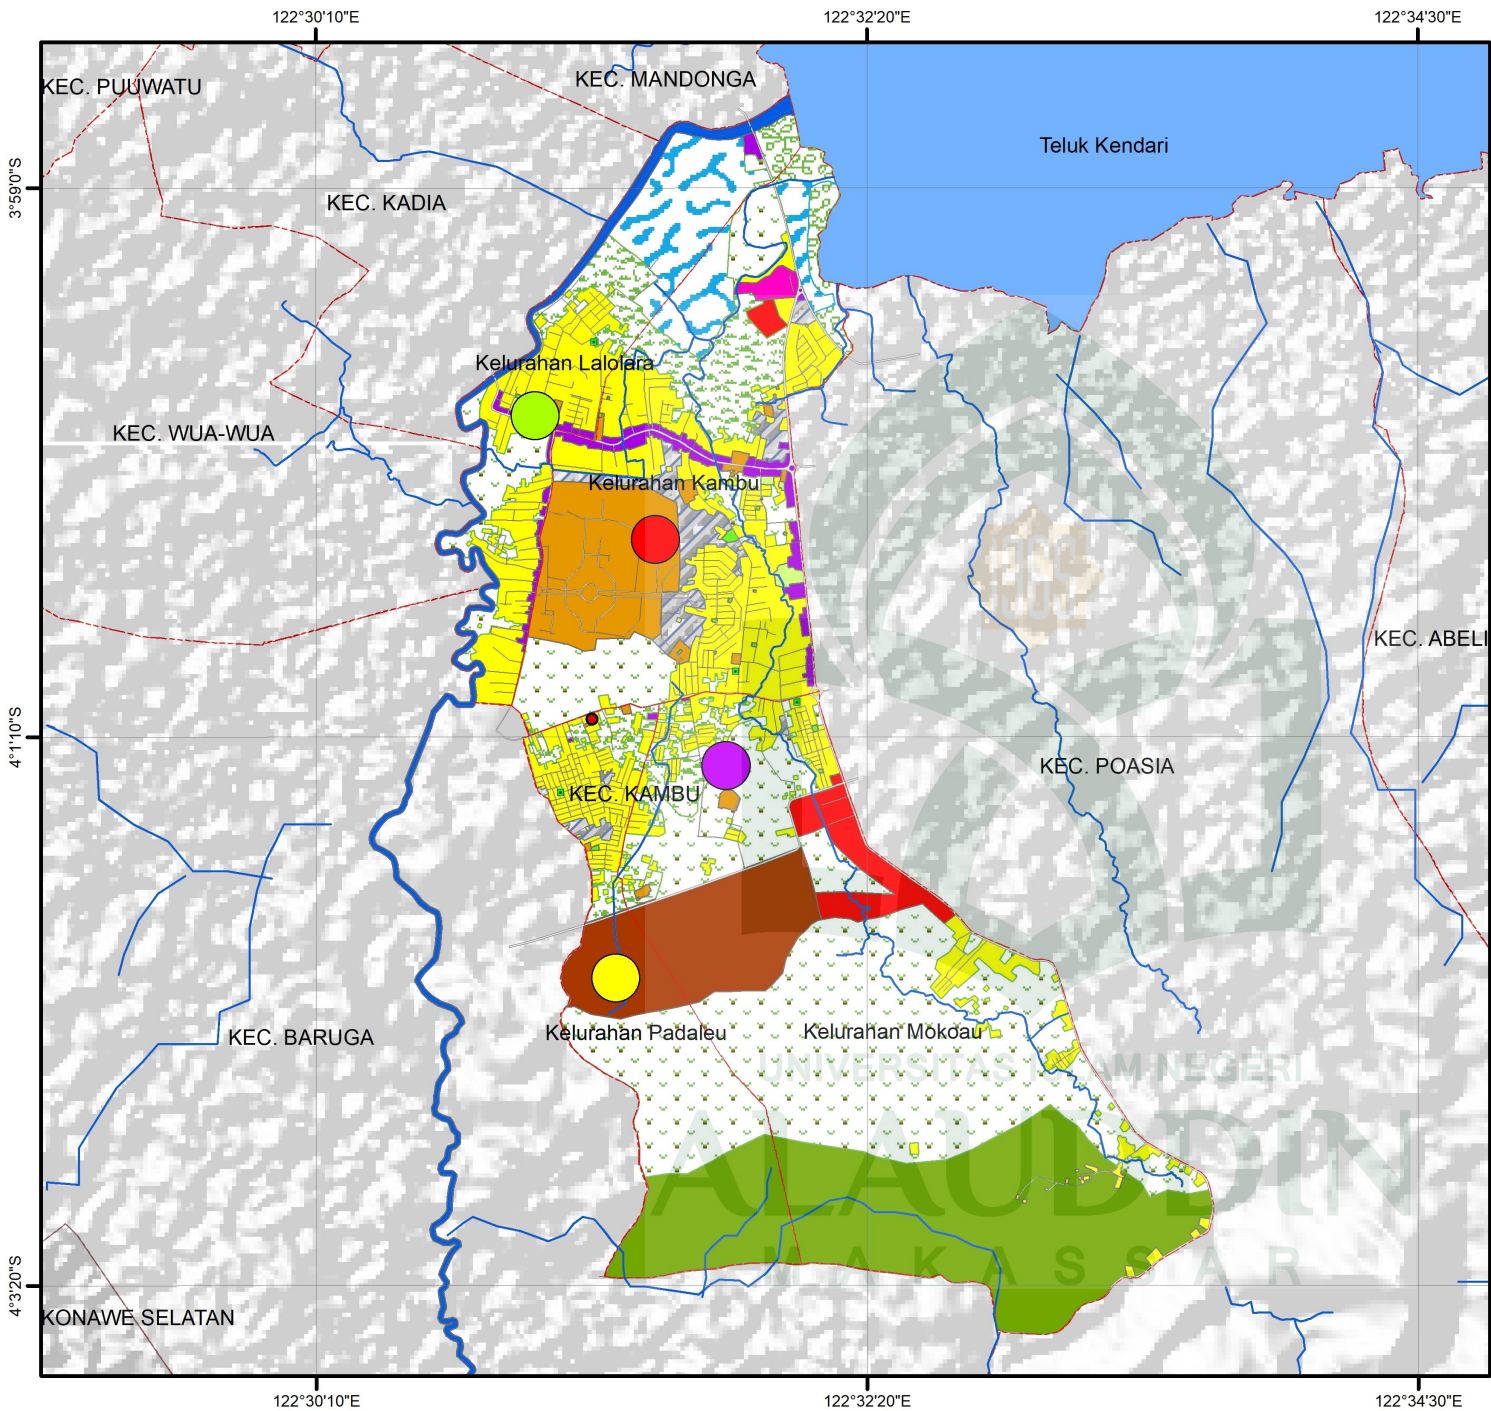 122°30'10"E
122°32'20"E
122°34'30"E
KEC. PUUWATU
KEC. MANDONGA
Teluk Kendari
3°59'0"S
KEC. KADIA
Kelurahan Lalolara
KEC. WUA-WUA
Kelurahan Kambu
KEC. ABELI
4°1'10"S
KEC. POASIA
KEC. KAMBU
KEC. BARUGA
Kelurahan Padaleu
Kelurahan Mokoau
UNIVERSITAS ISLAM NEGERI
ALAUDDIN
MAKASSAR
4°3'20"S
KONAWE SELATAN
122°30'10"E
122°32'20"E
122°34'30"E